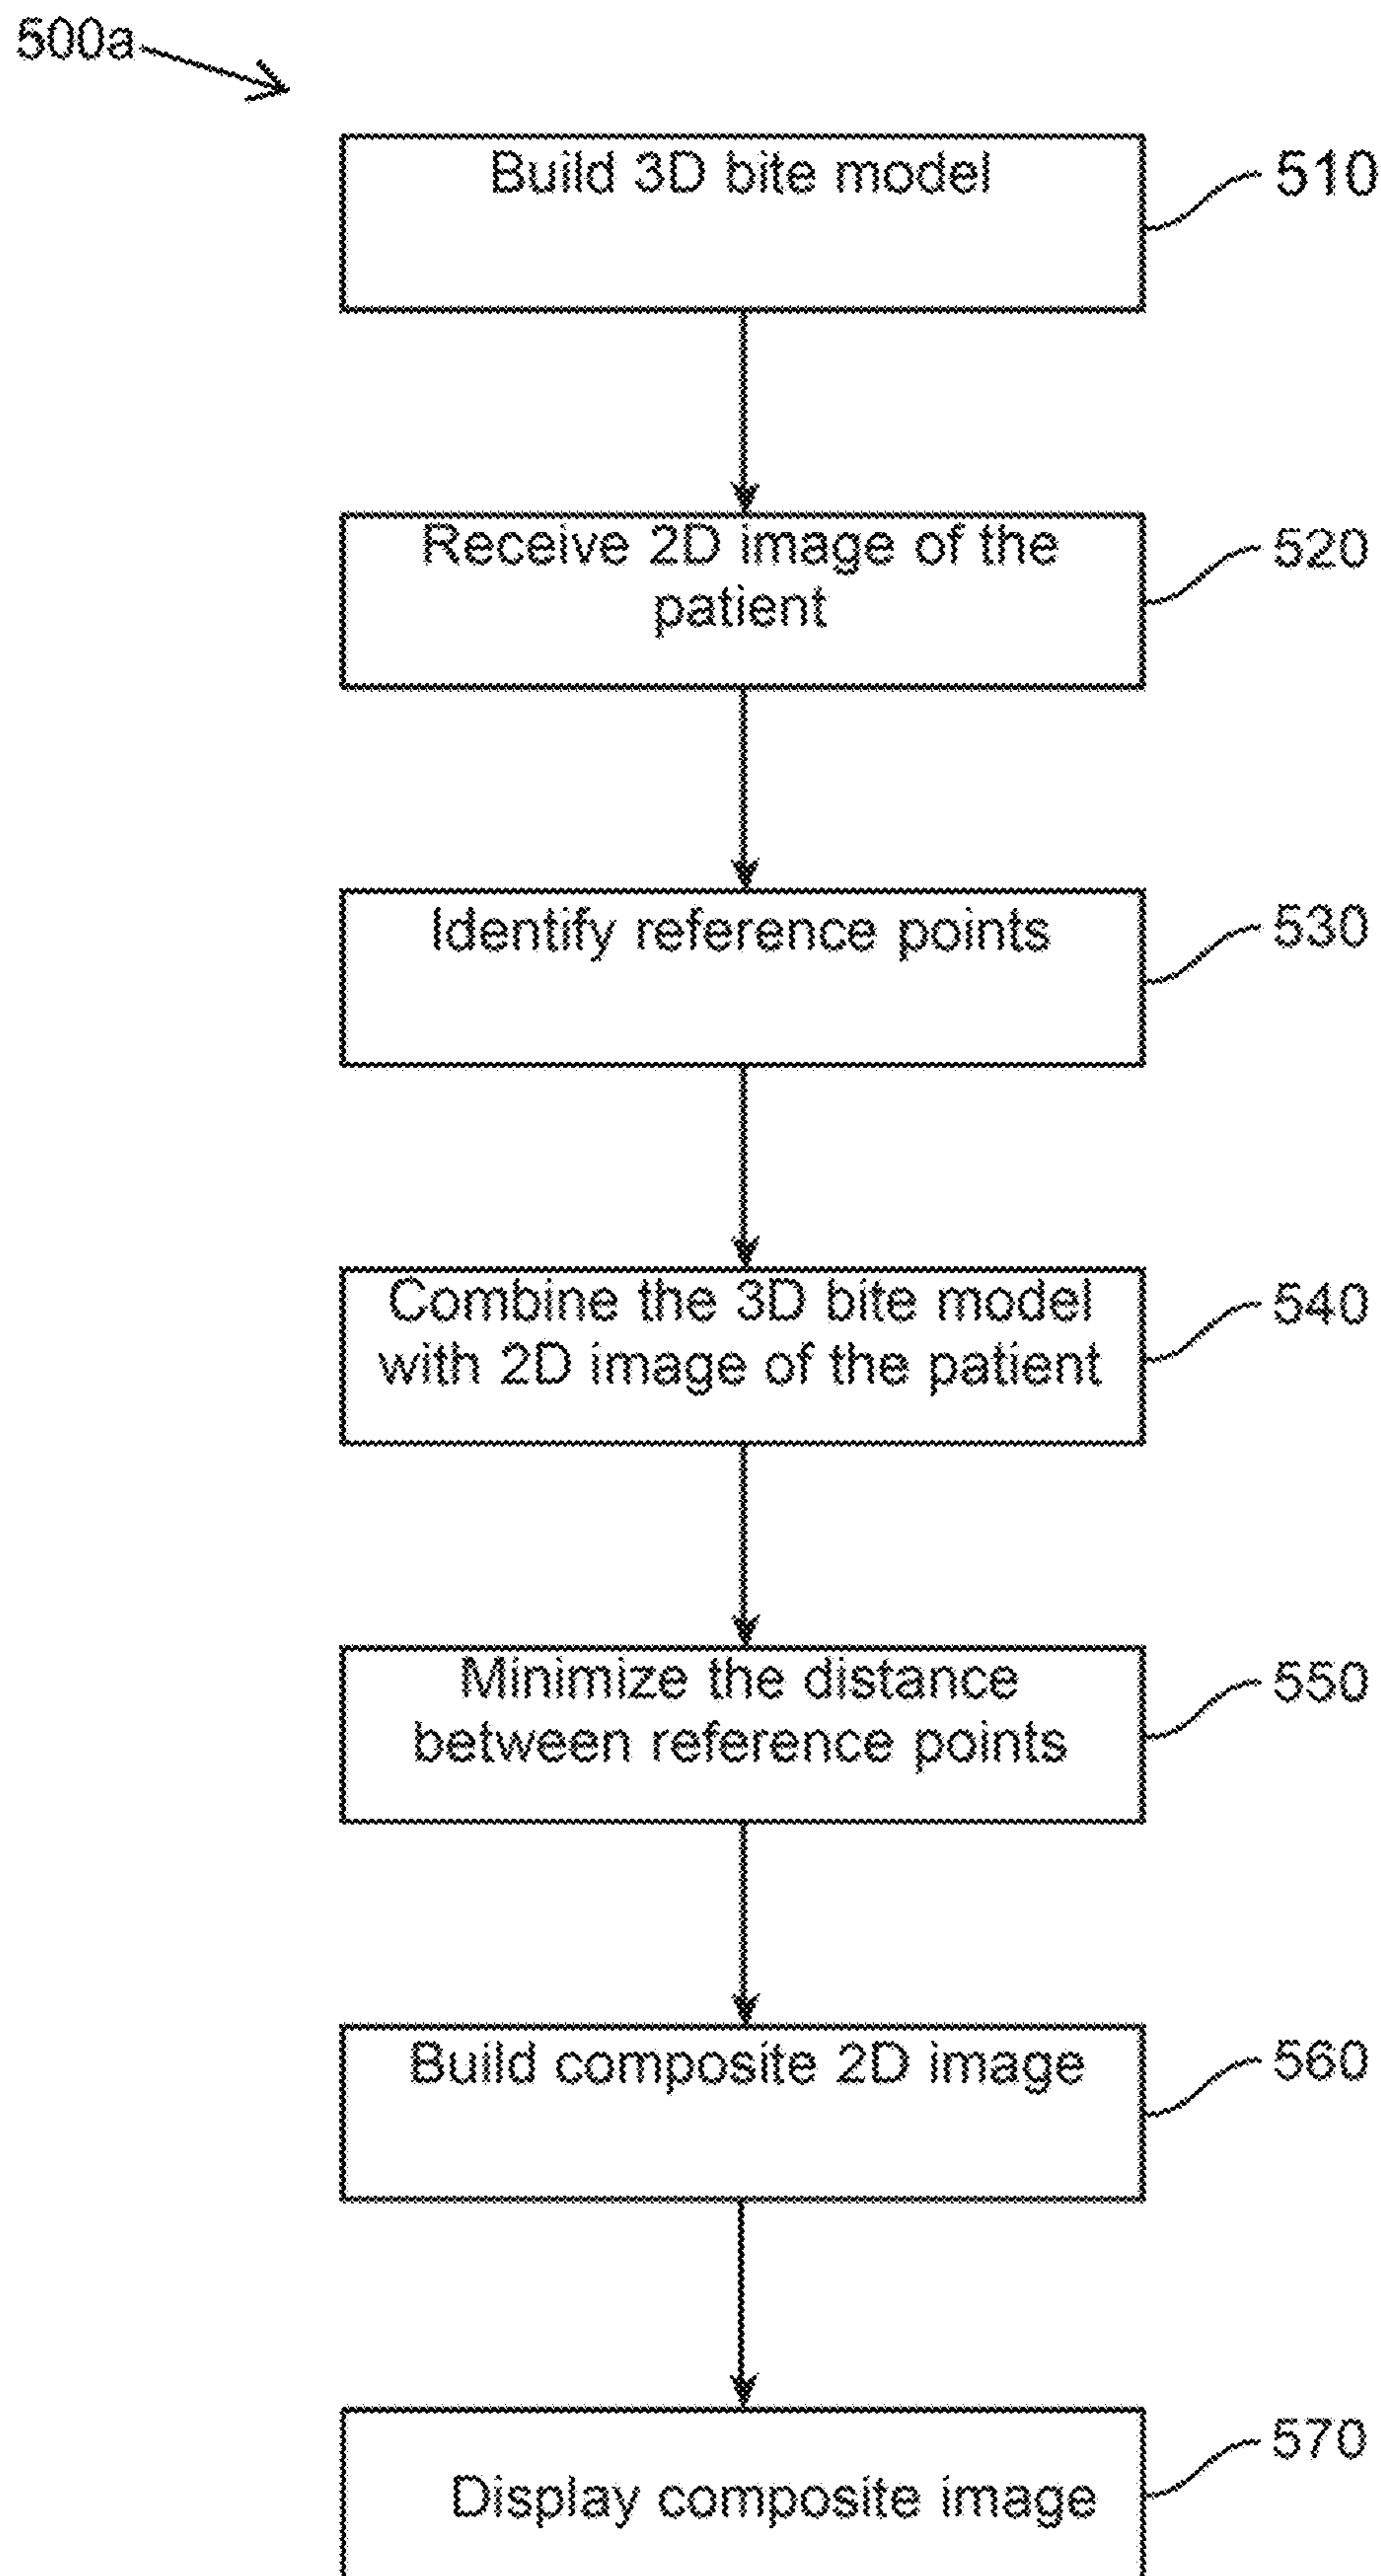 500a
Build 3D bite model
510
Receive 2D image of the
patient
520
Identify reference points
530
Combine the 3D bite model
with 2D image of the patient
540
Minimize the distance
between reference points
550
Build composite 2D image
560
Display composite image
570